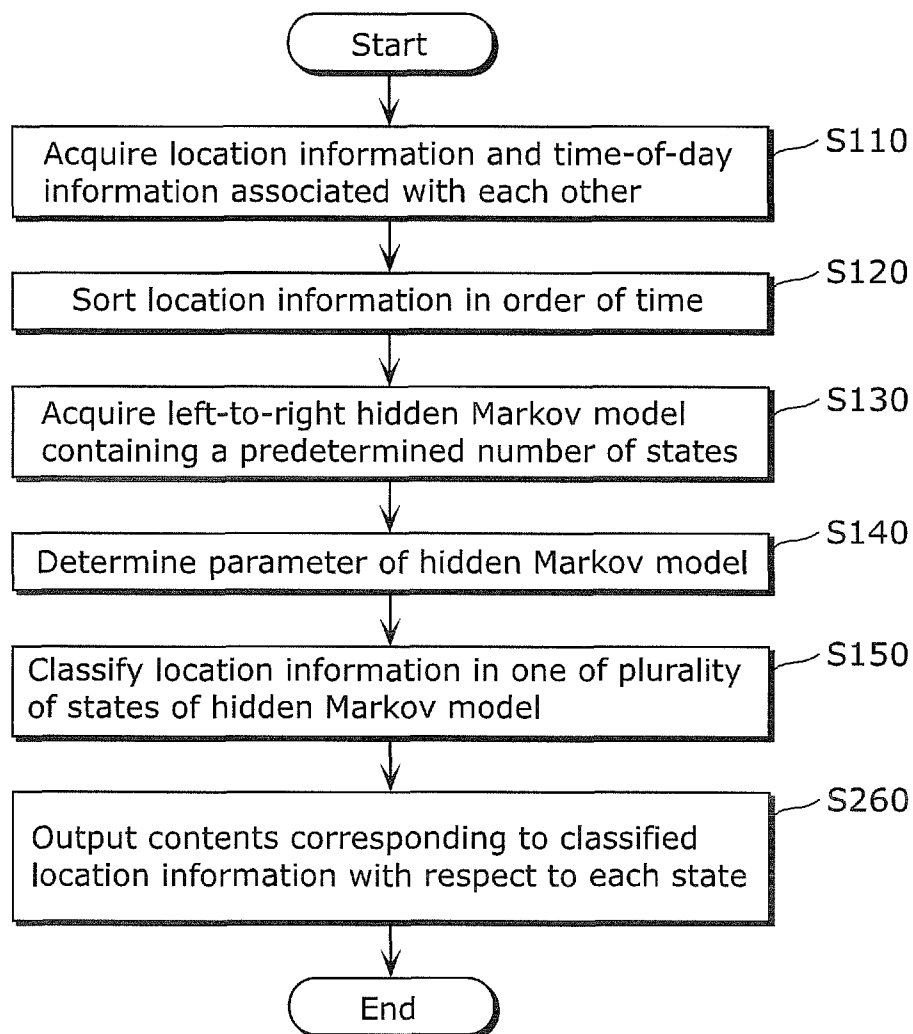 Start
Acquire location information and time-of-day
information associated with each other
S110
Sort location information in order of time
S120
Acquire left-to-right hidden Markov model
containing a predetermined number of states
S130
Determine parameter of hidden Markov model
S140
Classify location information in one of plurality
of states of hidden Markov model
S150
Output contents corresponding to classified
location information with respect to each state
S260
End